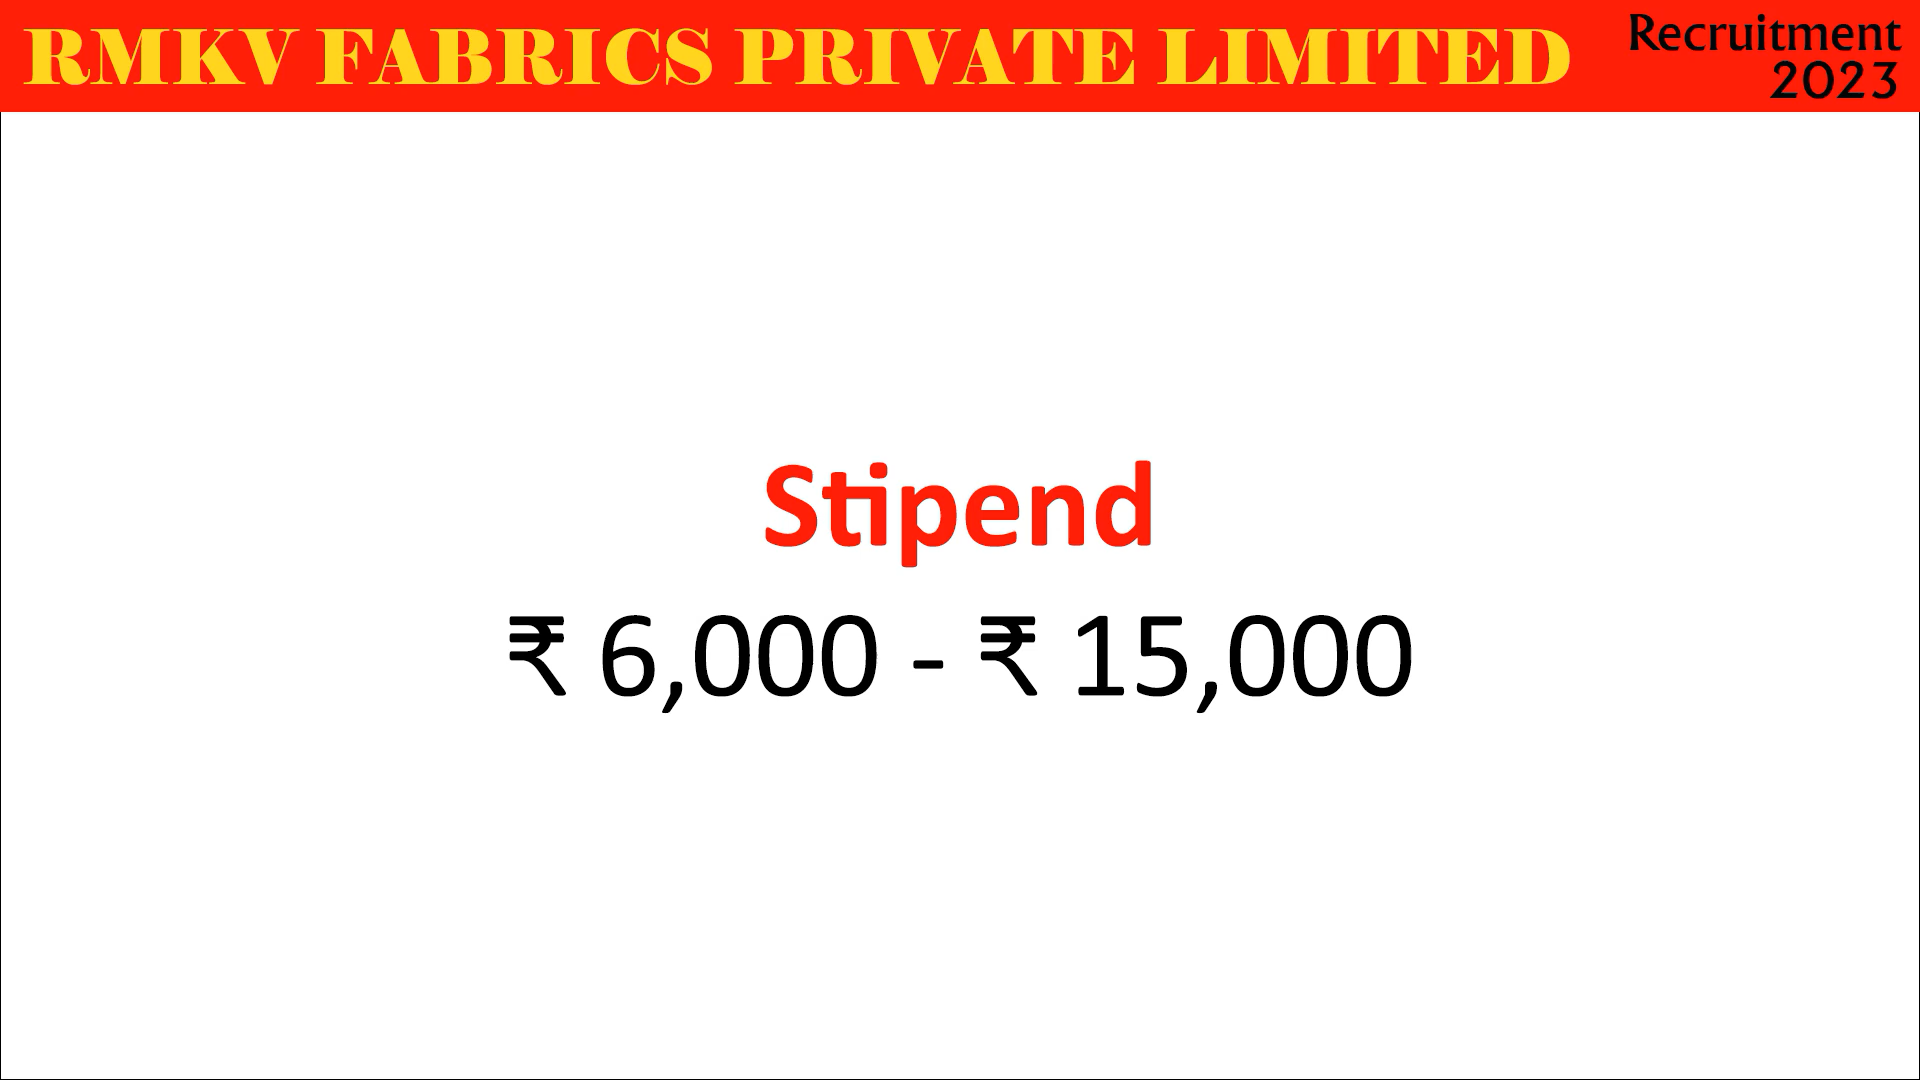 RMKV FABRICS PRIVATE LIMITED
Recruitment
2023
Stipend
₹ 6,000 - ₹ 15,000